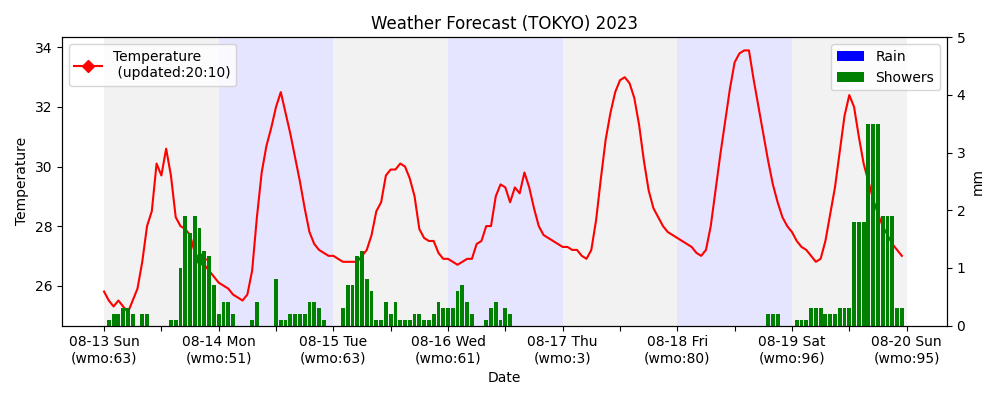 Weather Forecast (TOKYO) 2023
Temperature
(updated:20:10)
Rain
Showers
34
32
30
28
26
Temperature
5
4
3
2
1
0
mm
08-13 Sun
(wmo:63)
08-14 Mon
(wmo:51)
08-15 Tue
(wmo:63)
08-16 Wed
(wmo:61)
08-17 Thu
(wmo:3)
08-18 Fri
(wmo:80)
08-19 Sat
(wmo:96)
08-20 Sun
(wmo:95)
Date